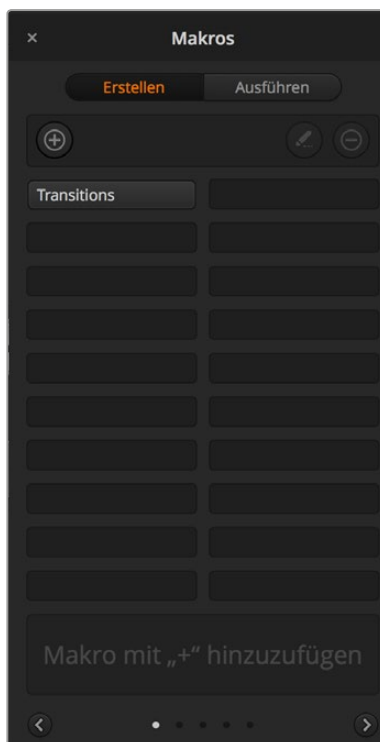 × Makros
Erstellen Ausführen
Transitions
Makro mit „+“ hinzuzufügen